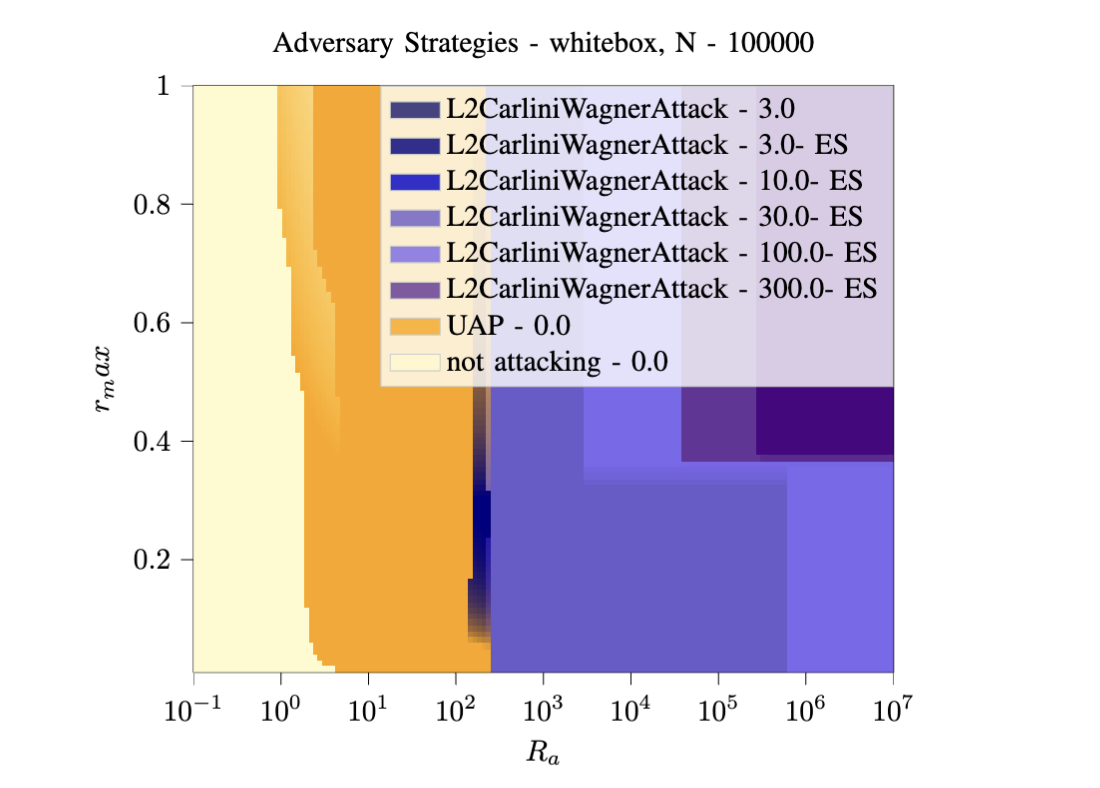 Adversary Strategies - whitebox, N - 100000
1
L2CarliniWagnerAttack - 3.0
L2CarliniWagnerAttack - 3.0- ES
L2CarliniWagnerAttack - 10.0- ES
0.8
L2CarliniWagnerAttack - 30.0- ES
L2CarliniWagnerAttack - 100.0- ES
L2CarliniWagnerAttack - 300.0- ES
0.6
UAP - 0.0
not attacking - 0.0
r_max
0.4
0.2
10^−1 10^0 10^1 10^2 10^3 10^4 10^5 10^6 10^7
R_a